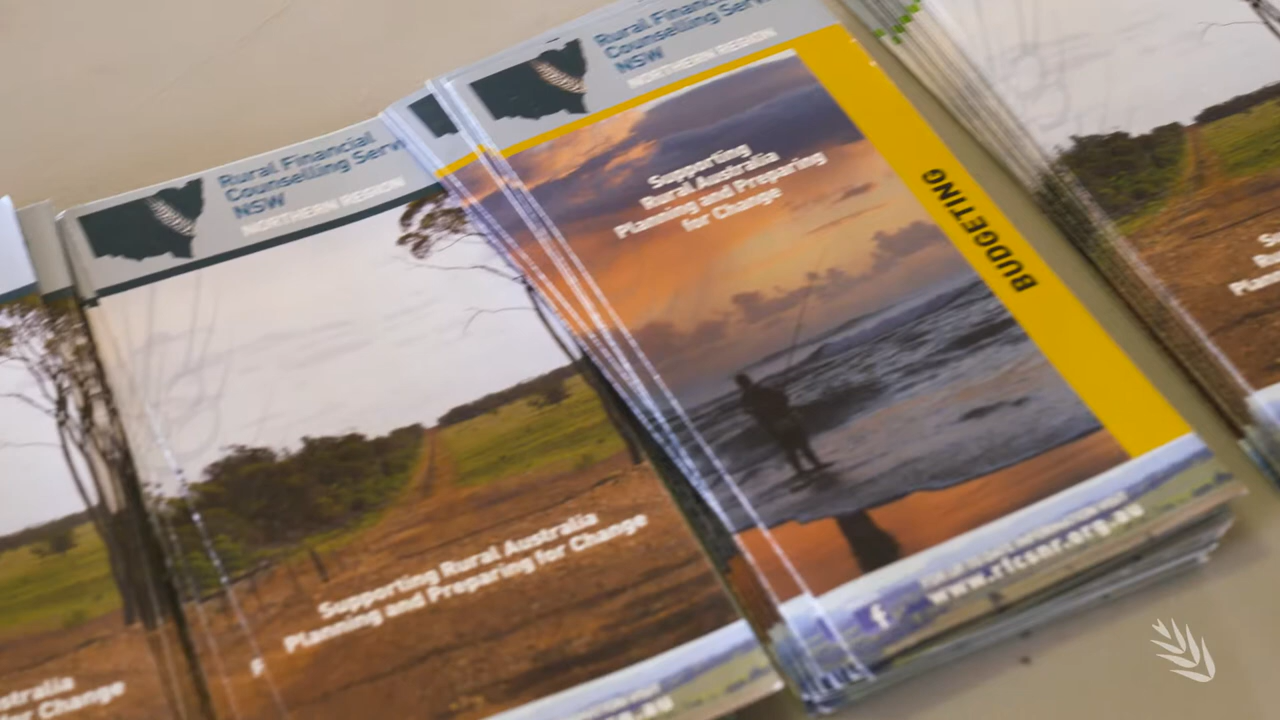 Rural Financial
Counselling Serv
NSW
NORTHERN REGION
Supporting Rural Australia
Planning and Preparing for Change
Rural Financial
Counselling Serv
NSW
NORTHERN REGION
Supporting
Rural Australia
Planning and Preparing
for Change
BUDGETING
f
www.rfcsnr.org.au
stralia
r Change